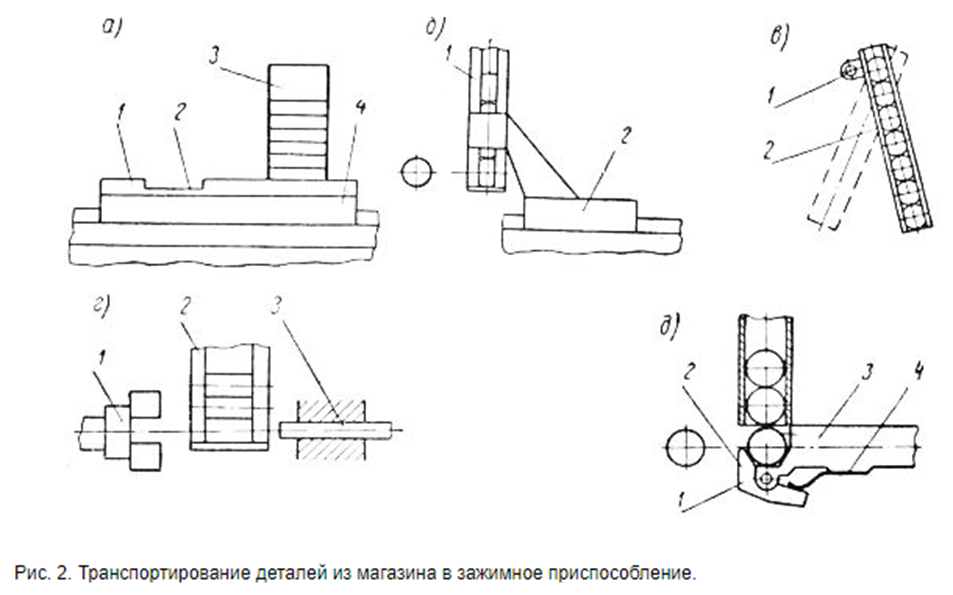 а)
3
1
2
4
б)
1
2
в)
1
2
г)
1
2
3
д)
2
3
4
1
Рис. 2. Транспортирование деталей из магазина в зажимное приспособление.